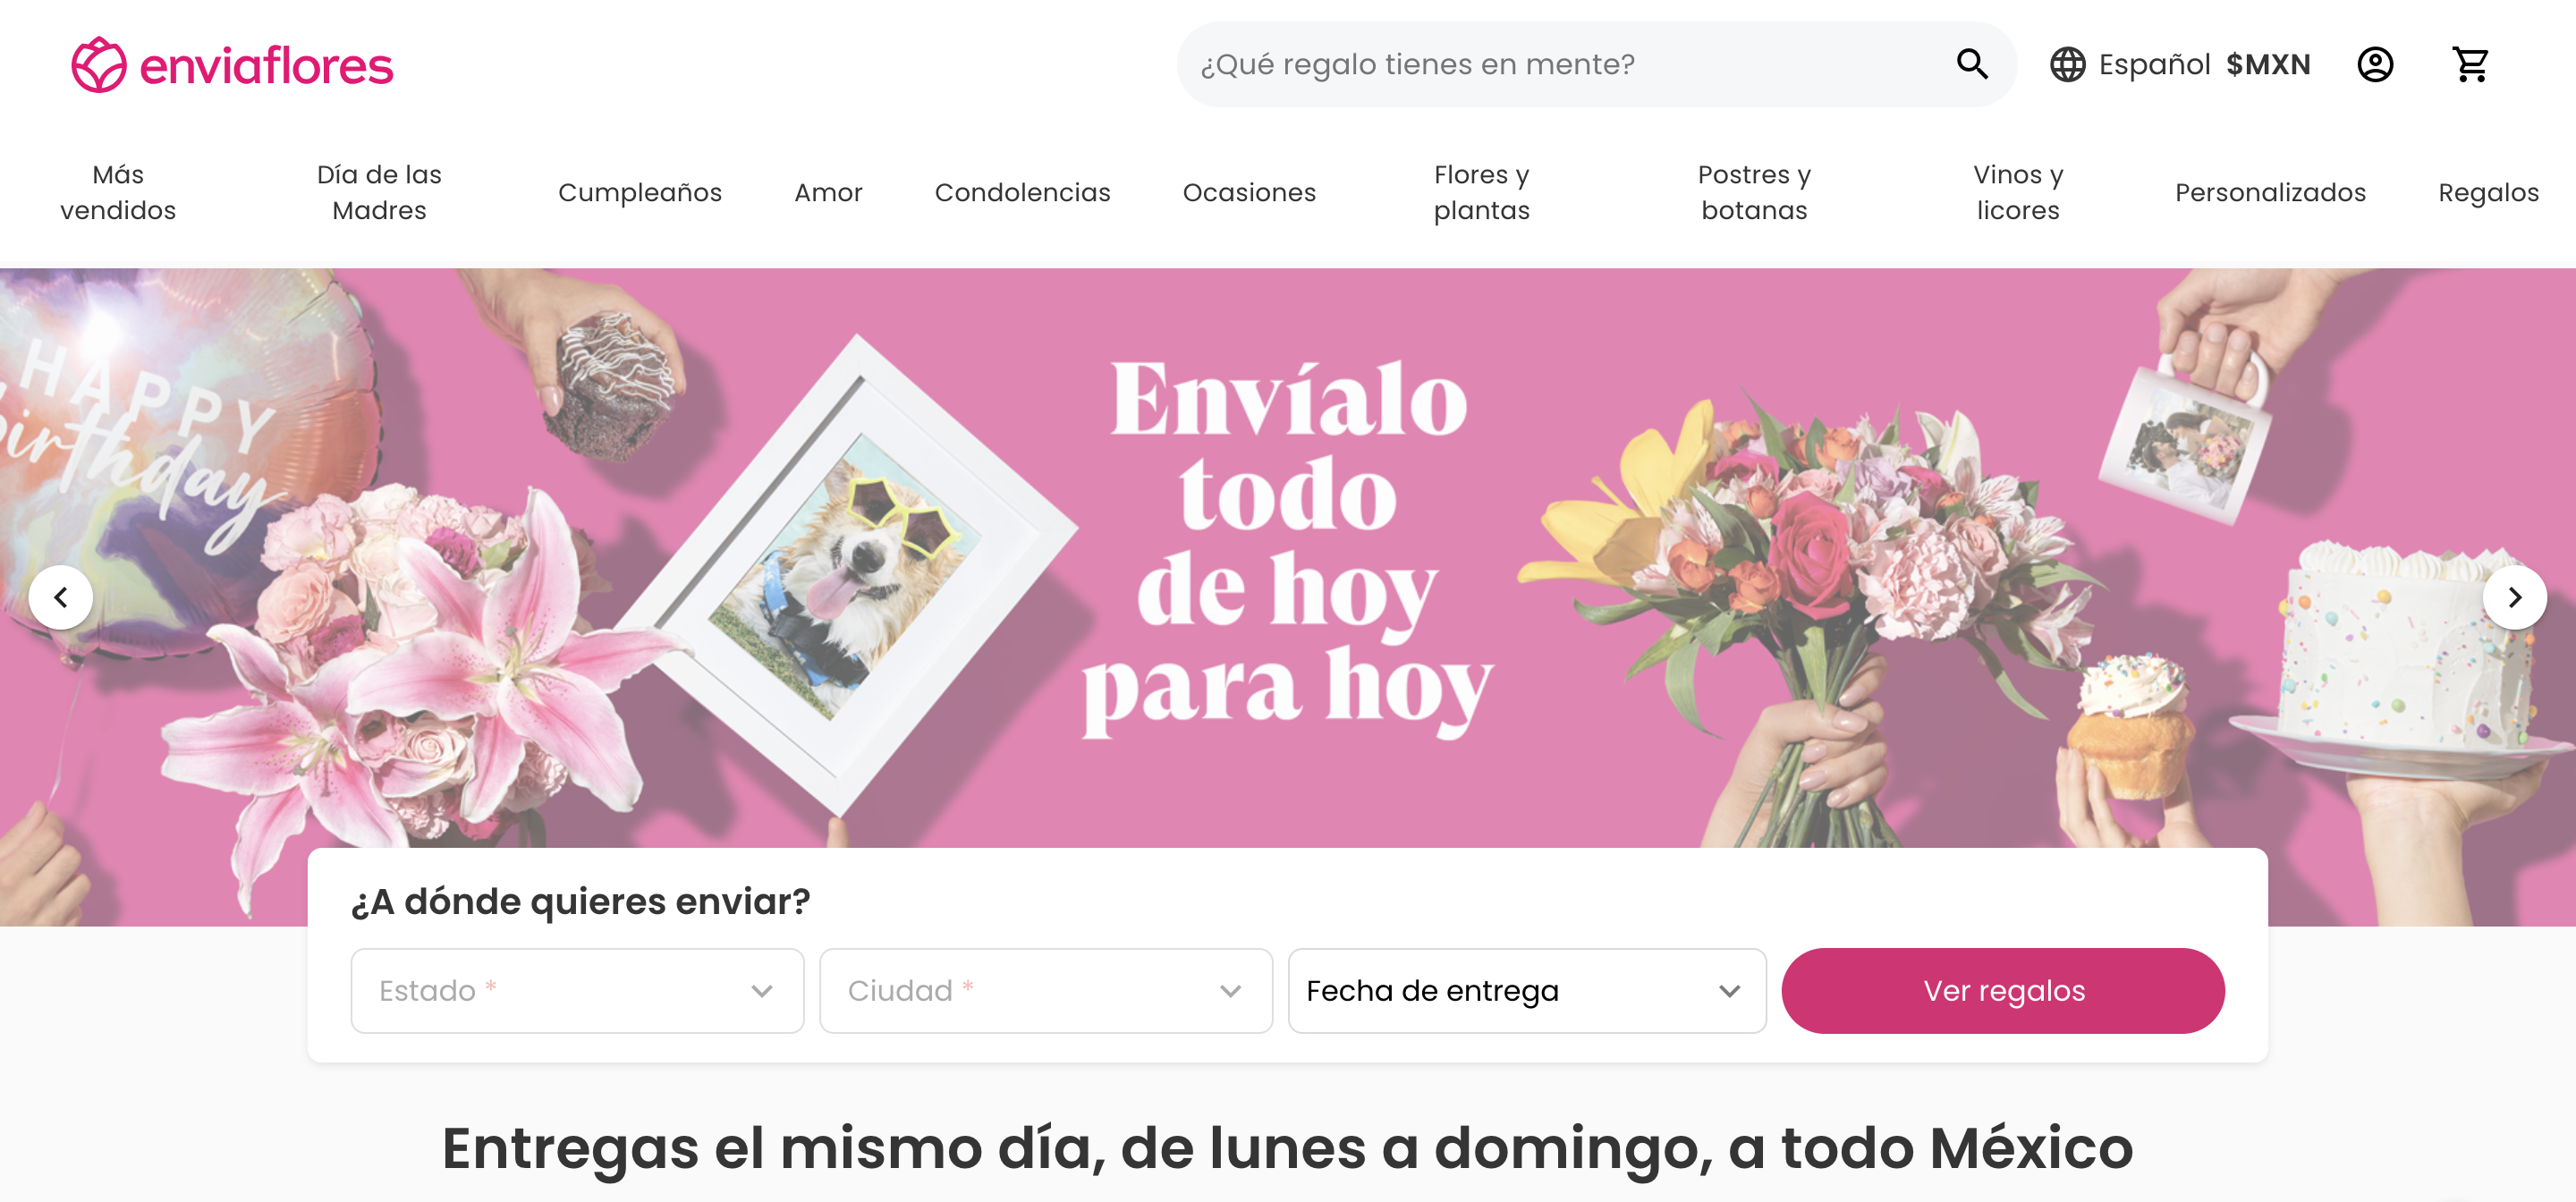 enviaflores
¿Qué regalo tienes en mente?
Español $MXN
Más
vendidos
Día de las
Madres
Cumpleaños
Amor
Condolencias
Ocasiones
Flores y
plantas
Postres y
botanas
Vinos y
licores
Personalizados
Regalos
HAPPY
birthday
Envíalo
todo
de hoy
para hoy
¿A dónde quieres enviar?
Estado *
Ciudad *
Fecha de entrega
Ver regalos
Entregas el mismo día, de lunes a domingo, a todo México